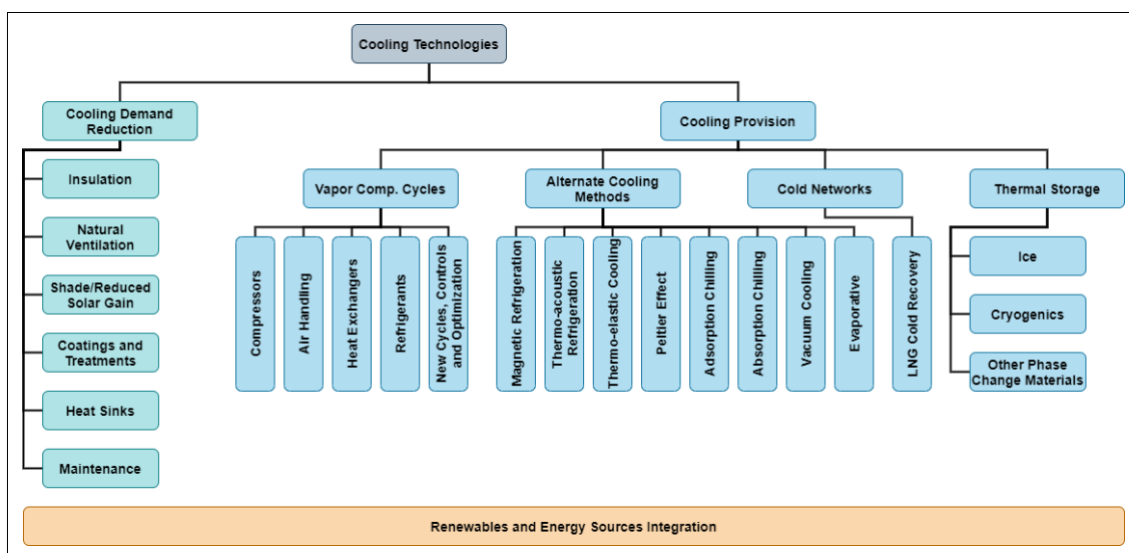 Cooling Technologies
Cooling Demand
Reduction
Cooling Provision
Insulation
Natural
Ventilation
Shade/Reduced
Solar Gain
Coatings and
Treatments
Heat Sinks
Maintenance
Vapor Comp. Cycles
Alternate Cooling
Methods
Cold Networks
Thermal Storage
Compressors
Air Handling
Heat Exchangers
Refrigerants
New Cycles, Controls
and Optimization
Magnetic Refrigeration
Thermo-acoustic
Refrigeration
Thermo-elastic Cooling
Peltier Effect
Adsorption Chilling
Absorption Chilling
Vacuum Cooling
Evaporative
LNG Cold Recovery
Ice
Cryogenics
Other Phase
Change Materials
Renewables and Energy Sources Integration